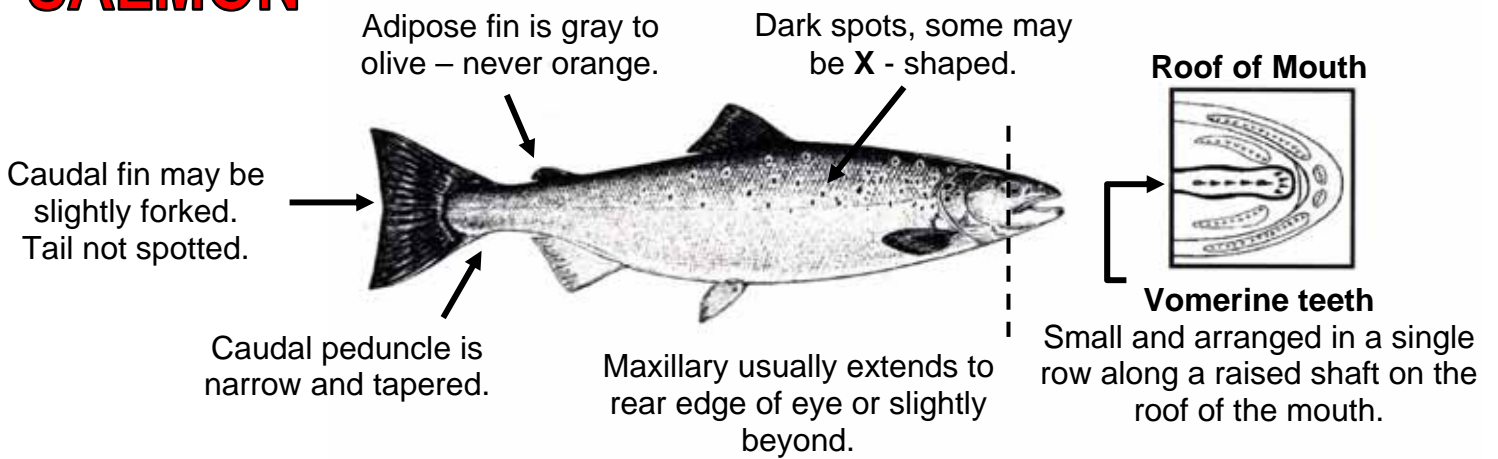 SALMON
Adipose fin is gray to
olive – never orange.
Dark spots, some may
be X - shaped.
Roof of Mouth
Caudal fin may be
slightly forked.
Tail not spotted.
Caudal peduncle is
narrow and tapered.
Maxillary usually extends to
rear edge of eye or slightly
beyond.
Vomerine teeth
Small and arranged in a single
row along a raised shaft on the
roof of the mouth.